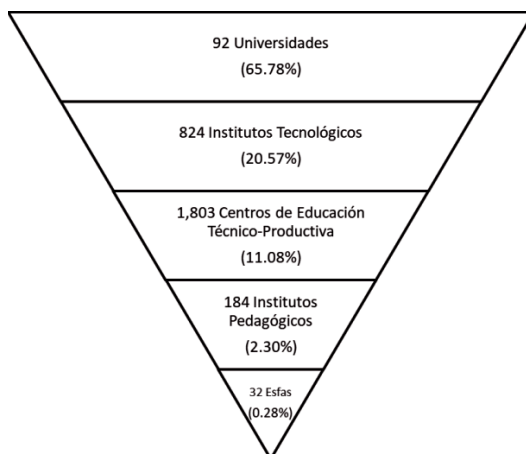 92 Universidades
(65.78%)
824 Institutos Tecnológicos
(20.57%)
1,803 Centros de Educación
Técnico-Productiva
(11.08%)
184 Institutos
Pedagógicos
(2.30%)
32 Esfas
(0.28%)